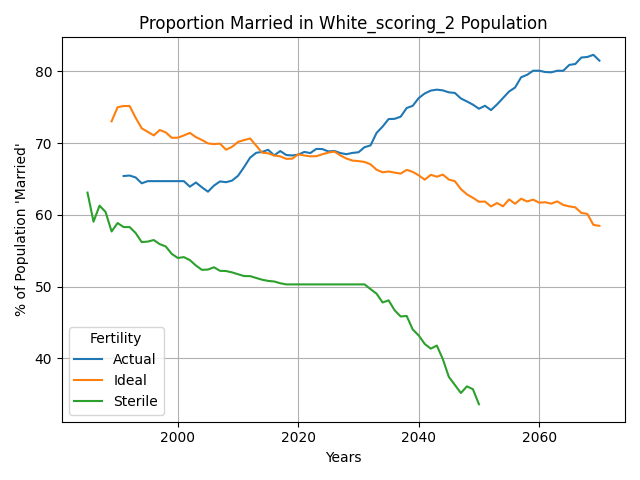 Proportion Married in White_scoring_2 Population
% of Population 'Married'
80
70
60
50
40
Fertility
Actual
Ideal
Sterile
2000
2020
2040
2060
Years